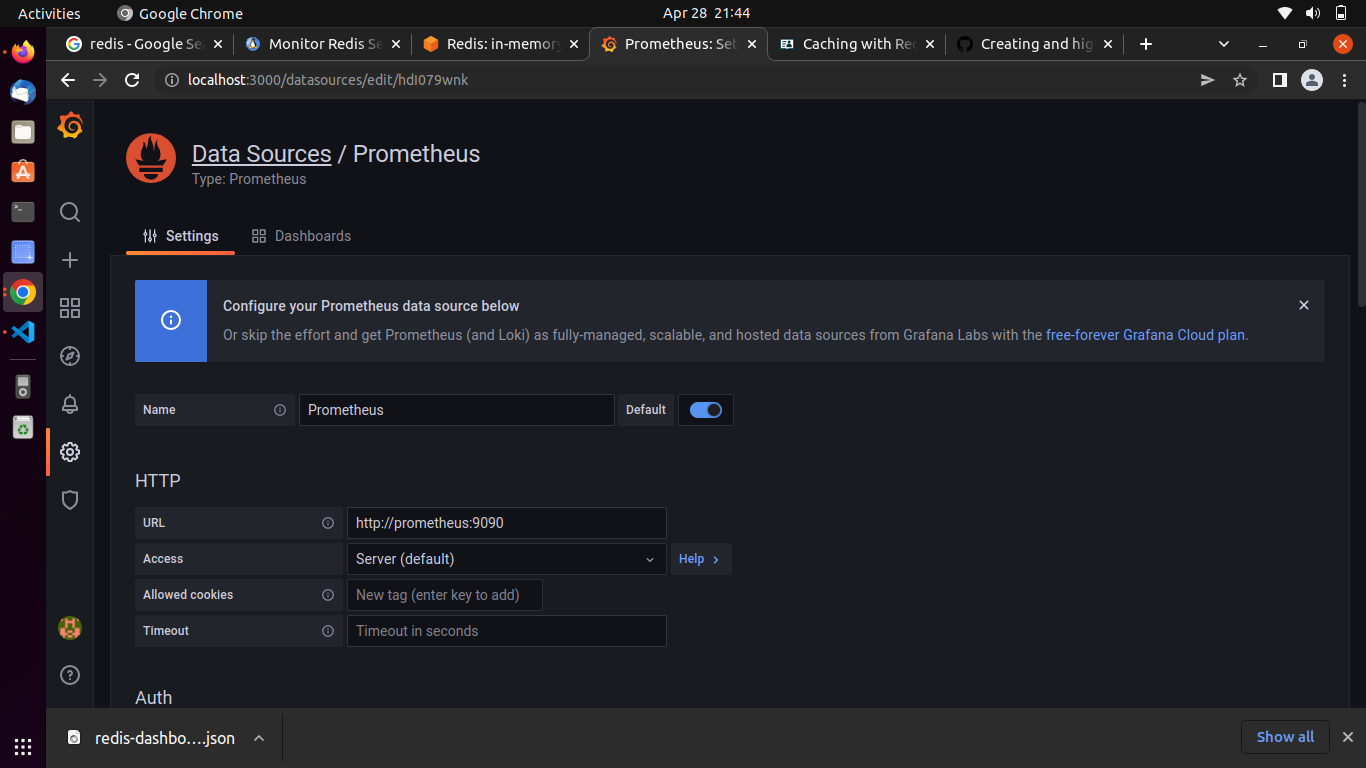 Activities
Google Chrome
Apr 28 21:44
redis - Google Se
Monitor Redis Se
Redis: in-memor
Prometheus: Set
Caching with Rec
Creating and hig
localhost:3000/datasources/edit/hdI079wnk
Data Sources / Prometheus
Type: Prometheus
Settings
Dashboards
Configure your Prometheus data source below
Or skip the effort and get Prometheus (and Loki) as fully-managed, scalable, and hosted data sources from Grafana Labs with the free-forever Grafana Cloud plan.
Name
Prometheus
Default
HTTP
URL
http://prometheus:9090
Access
Server (default)
Help
Allowed cookies
New tag (enter key to add)
Timeout
Timeout in seconds
Auth
redis-dashbo....json
Show all